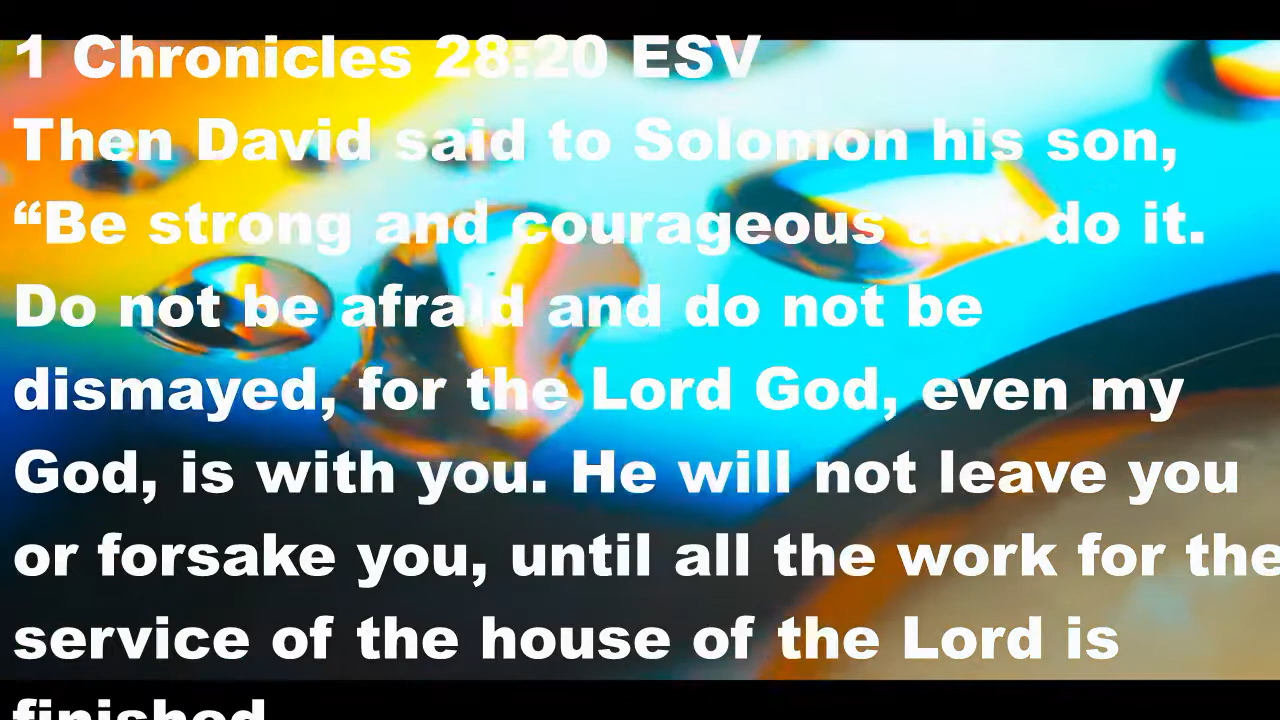 1 Chronicles 28:20 ESV
Then David said to Solomon his son,
“Be strong and courageous and do it.
Do not be afraid and do not be
dismayed, for the Lord God, even my
God, is with you. He will not leave you
or forsake you, until all the work for the
service of the house of the Lord is
finished